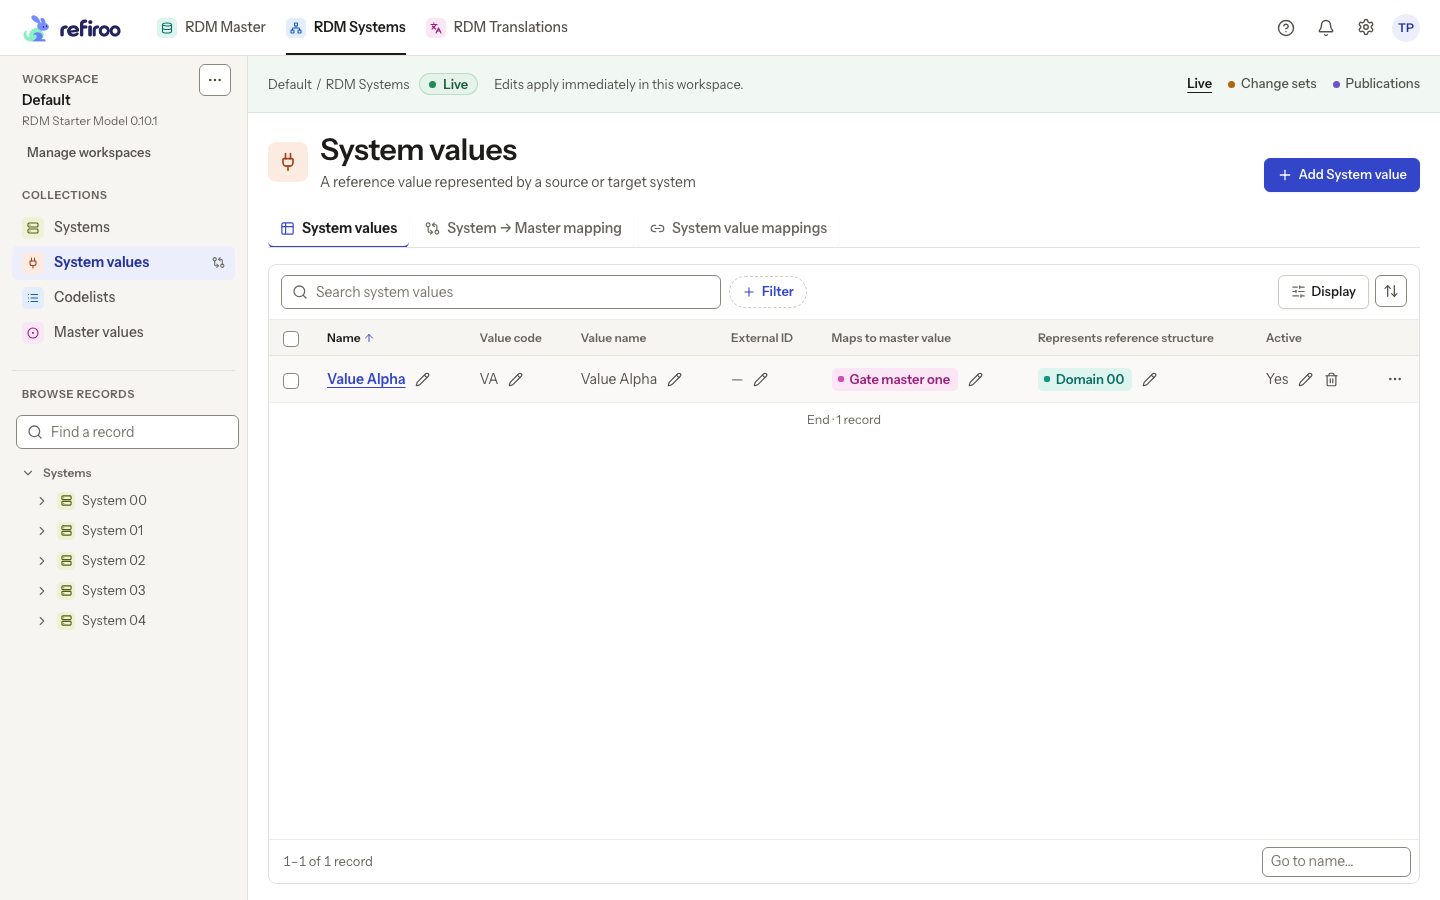 refiroo
RDM Master
RDM Systems
RDM Translations
TP
WORKSPACE
Default
RDM Starter Model 0.10.1
Manage workspaces
COLLECTIONS
Systems
System values
Codelists
Master values
BROWSE RECORDS
Find a record
Systems
System 00
System 01
System 02
System 03
System 04
Default / RDM Systems Live Edits apply immediately in this workspace.
Live Change sets Publications
System values
A reference value represented by a source or target system
Add System value
System values System → Master mapping System value mappings
Search system values Filter Display
Name ↑ Value code Value name External ID Maps to master value Represents reference structure Active
Value Alpha VA Value Alpha — Gate master one Domain 00 Yes
End · 1 record
1–1 of 1 record
Go to name...